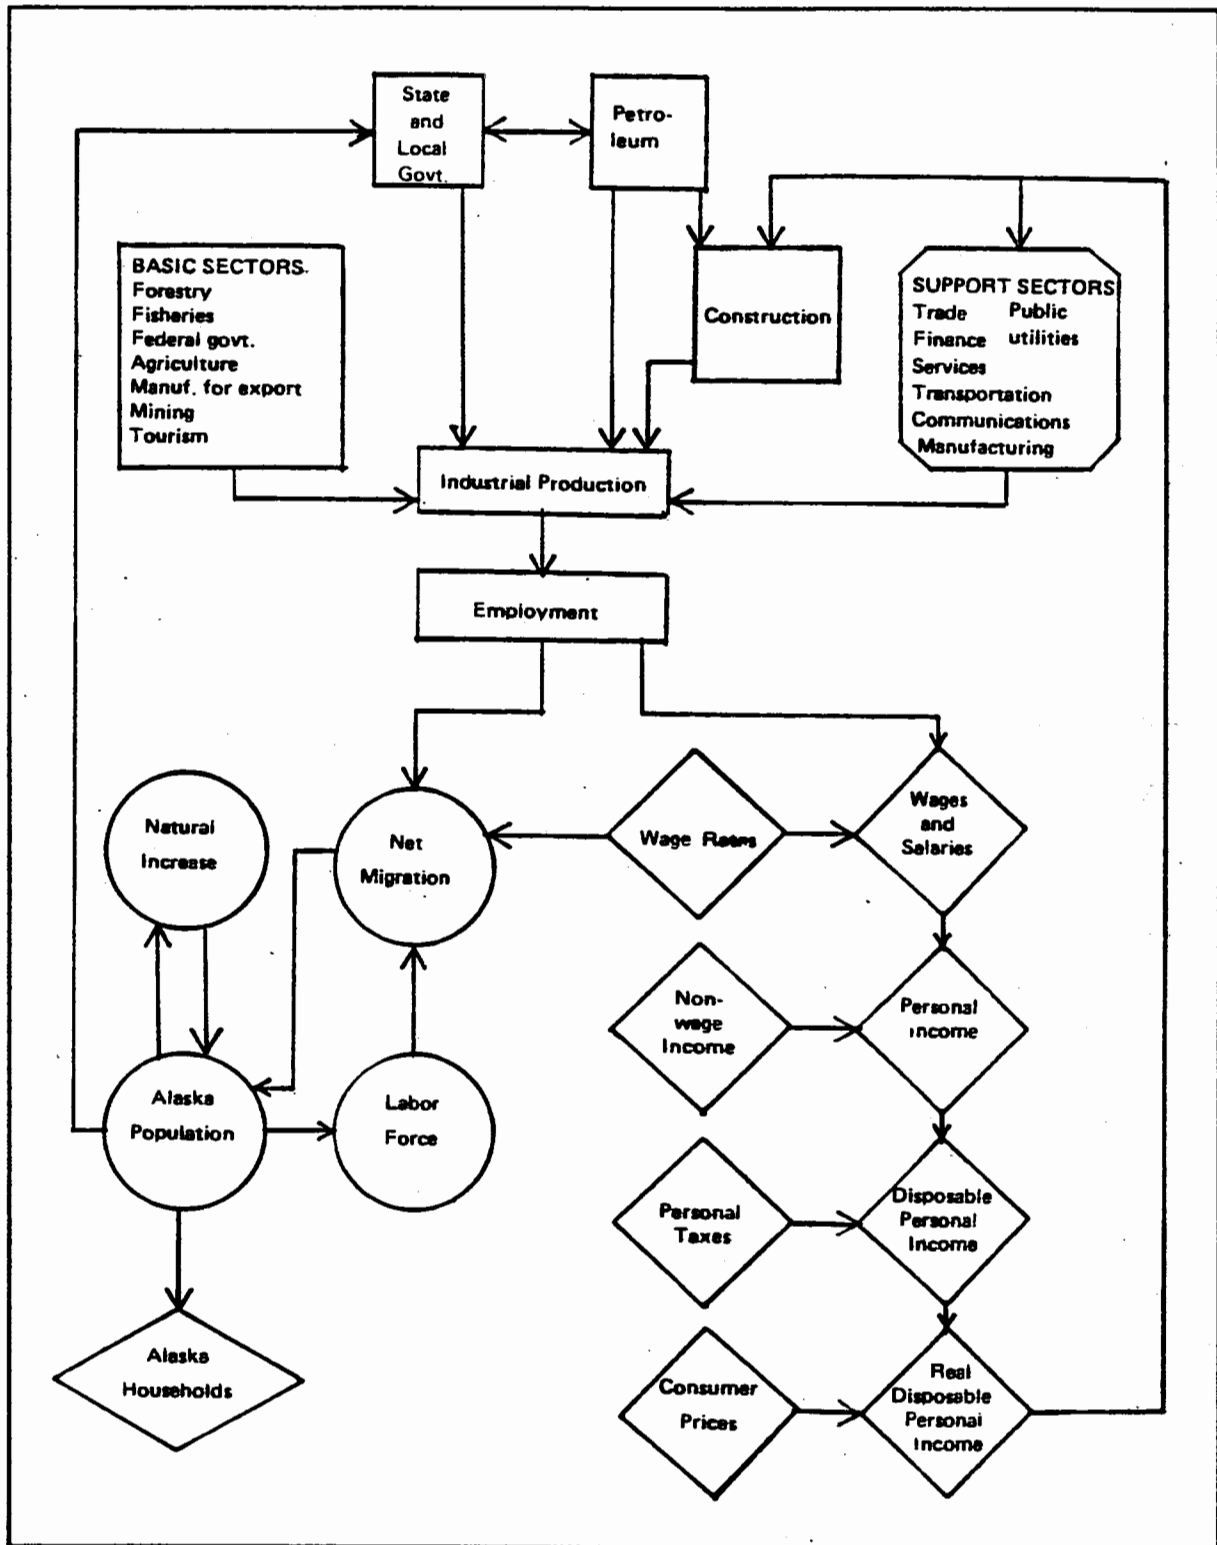 State
and
Local
Govt.
Petro-
leum
BASIC SECTORS.
Forestry
Fisheries
Federal govt.
Agriculture
Manuf. for export
Mining
Tourism
Construction
SUPPORT SECTORS
Trade Public
Finance utilities
Services
Transportation
Communications
Manufacturing
Industrial Production
Employment
Natural
Increase
Net
Migration
Wage Rates
Wages
and
Salaries
Non-
wage
Income
Personal
Income
Alaska
Population
Labor
Force
Personal
Taxes
Disposable
Personal
Income
Alaska
Households
Consumer
Prices
Real
Disposable
Personal
Income